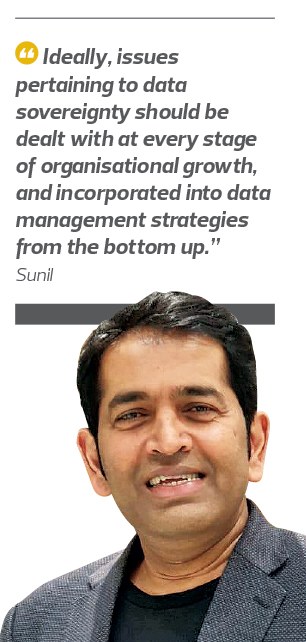 “Ideally, issues
pertaining to data
sovereignty should be
dealt with at every stage
of organisational growth,
and incorporated into data
management strategies
from the bottom up.”
Sunil